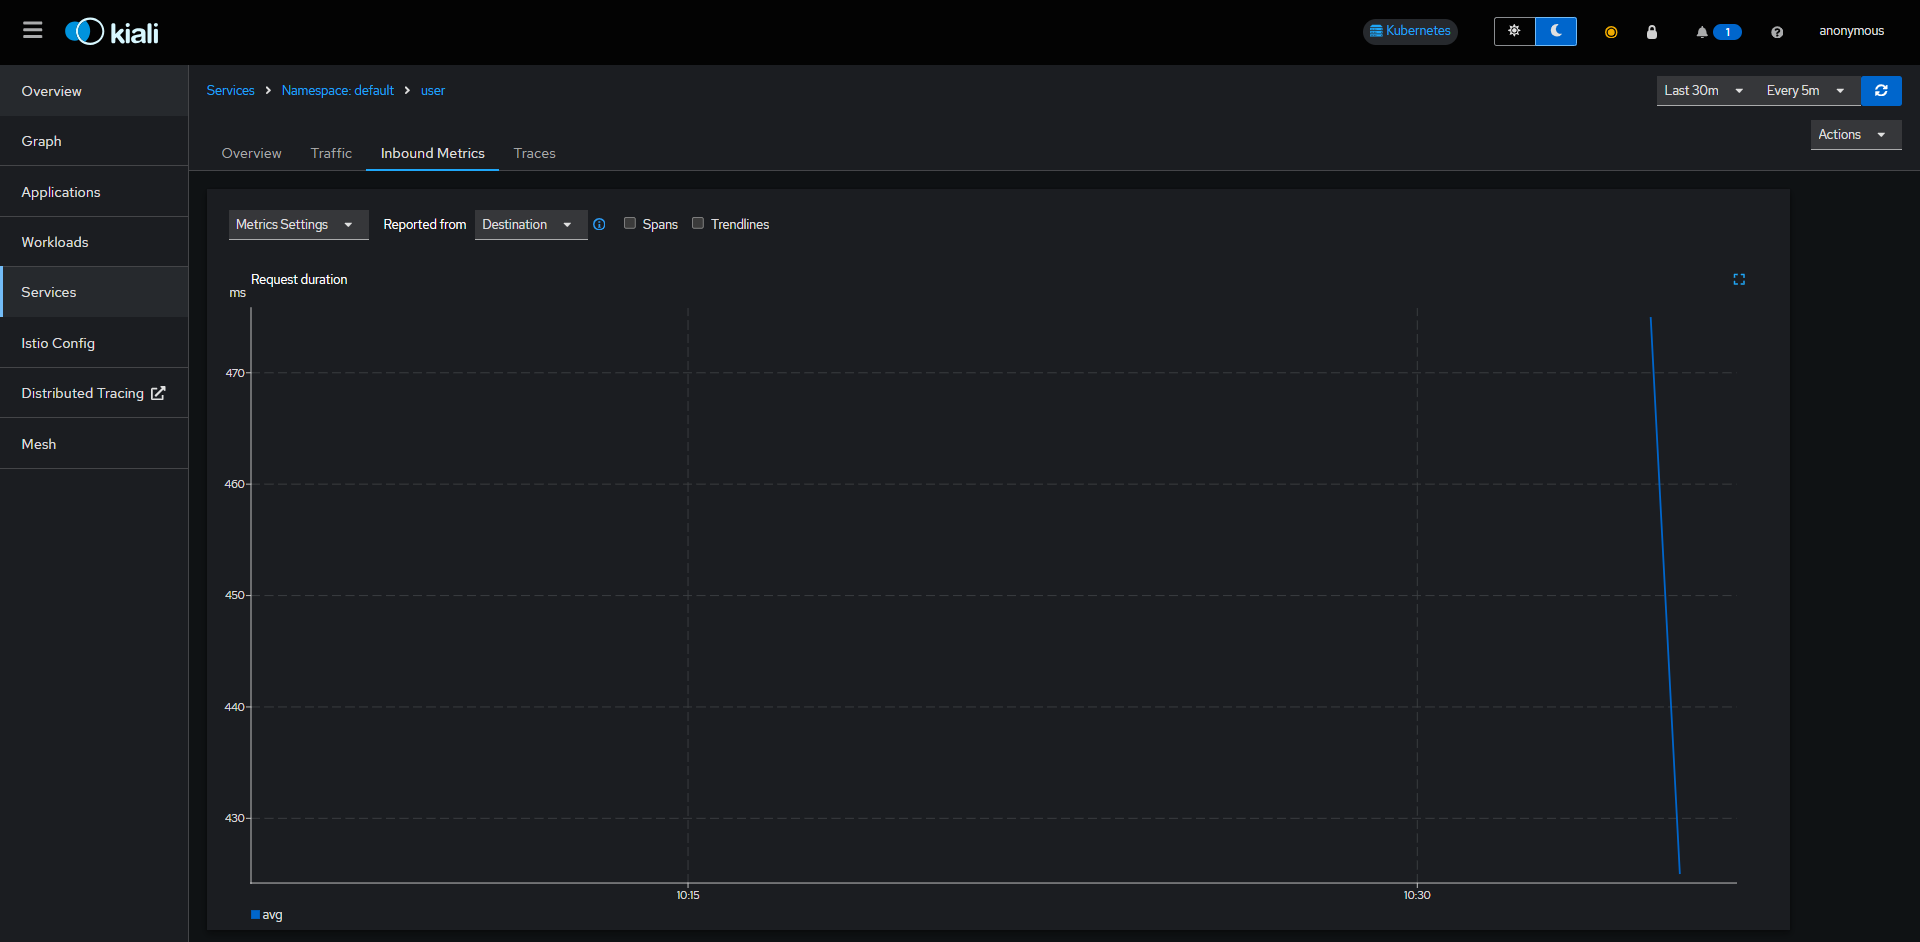 kiali
Kubernetes
1
anonymous
Overview
Graph
Applications
Workloads
Services
Istio Config
Distributed Tracing
Mesh
Services > Namespace: default > user
Last 30m
Every 5m
Actions
Overview
Traffic
Inbound Metrics
Traces
Metrics Settings
Reported from
Destination
Spans
Trendlines
Request duration
ms
470
460
450
440
430
10:15
10:30
avg